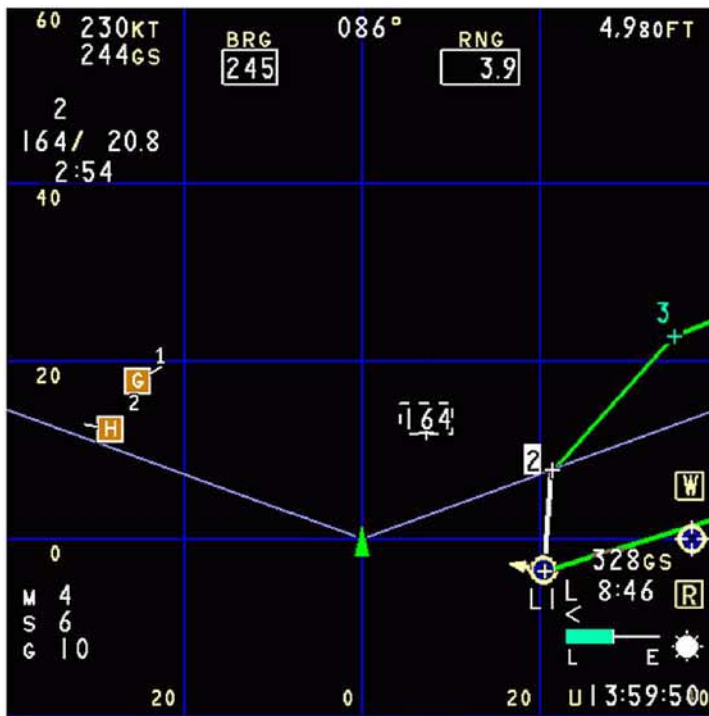 60 230KT BRG 086° RNG 4,980FT
244GS 245 3.9
2
164/ 20.8
2:54
40
3
1
20 G
2
H 164
2
W
0
328GS
L1 L 8:46 R
M 4 <
S 6
G 10 L E
20 0 20 U13:59:50